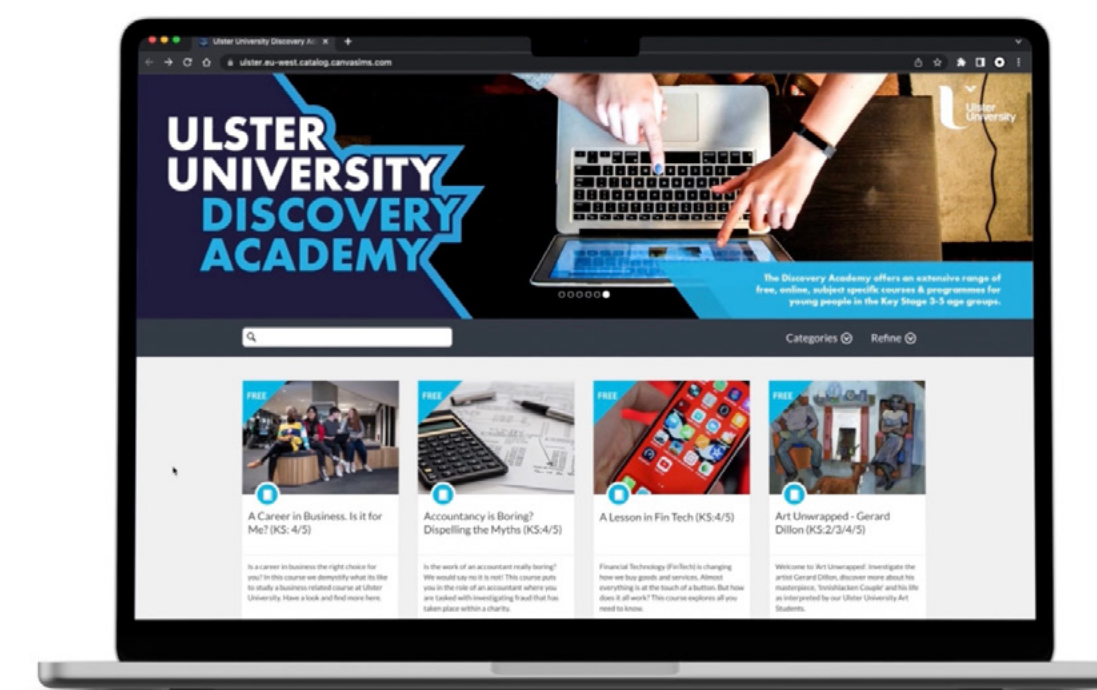 Ulster University Discovery Ac
ulster.eu-west.catalog.canvaslms.com
ULSTER
UNIVERSITY
DISCOVERY
ACADEMY
Ulster
University
The Discovery Academy offers an extensive range of
free, online, subject specific courses & programmes for
young people in the Key Stage 3-5 age groups.
Categories
Refine
FREE
A Career in Business. Is it for
Me? (KS: 4/5)
Is a career in business the right choice for
you? In this course we demystify what its like
to study a business related course at Ulster
University. Have a look and find more here.
FREE
Accountancy is Boring?
Dispelling the Myths (KS:4/5)
Is the work of an accountant really boring?
We would say no it is not! This course puts
you in the role of an accountant where you
are tasked with investigating fraud that has
taken place within a charity.
FREE
A Lesson in Fin Tech (KS:4/5)
Financial Technology (FinTech) is changing
how we buy goods and services. Almost
everything is at the touch of a button. But how
does it all work? This course explores all you
need to know.
FREE
Art Unwrapped - Gerard
Dillon (KS:2/3/4/5)
Welcome to 'Art Unwrapped'. Investigate the
artist Gerard Dillon, discover more about his
masterpiece, 'Innishlacken Couple' and his life
as interpreted by our Ulster University Art
Students.